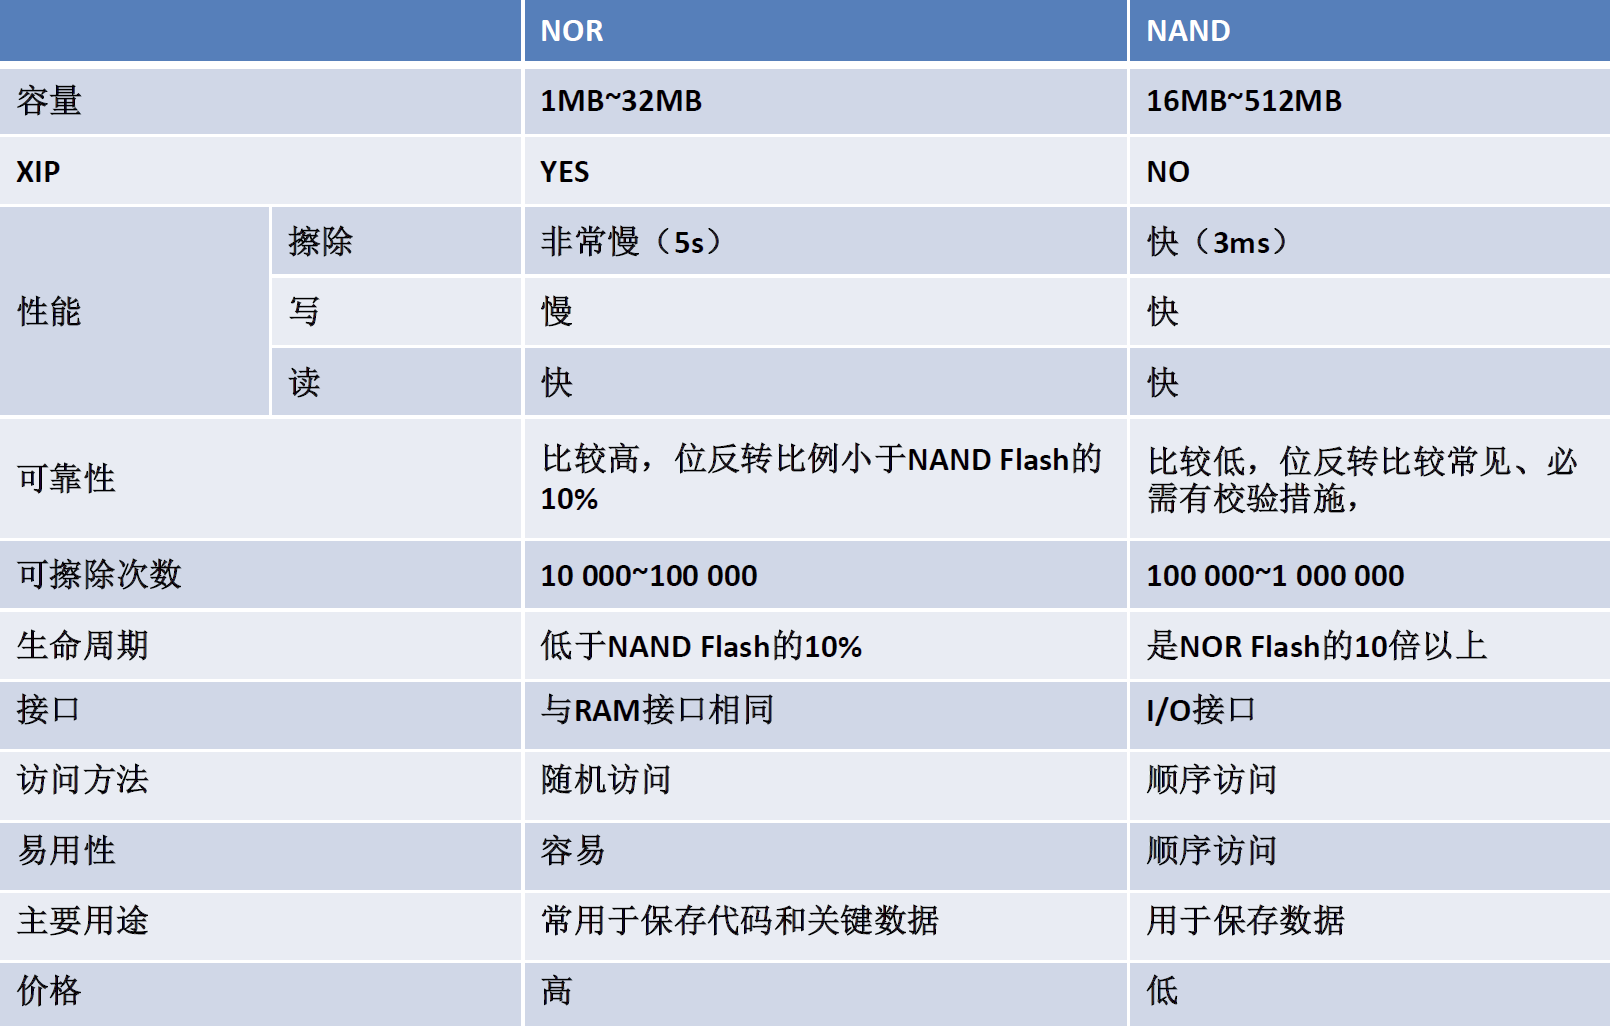 NOR NAND
容量 1MB~32MB 16MB~512MB
XIP YES NO
性能 擦除 非常慢（5s） 快（3ms）
写 慢 快
读 快 快
可靠性 比较高，位反转比例小于NAND Flash的
10%
比较低，位反转比较常见、必
需有校验措施，
可擦除次数 10 000~100 000 100 000~1 000 000
生命周期 低于NAND Flash的10% 是NOR Flash的10倍以上
接口 与RAM接口相同 I/O接口
访问方法 随机访问 顺序访问
易用性 容易 顺序访问
主要用途 常用于保存代码和关键数据 用于保存数据
价格 高 低